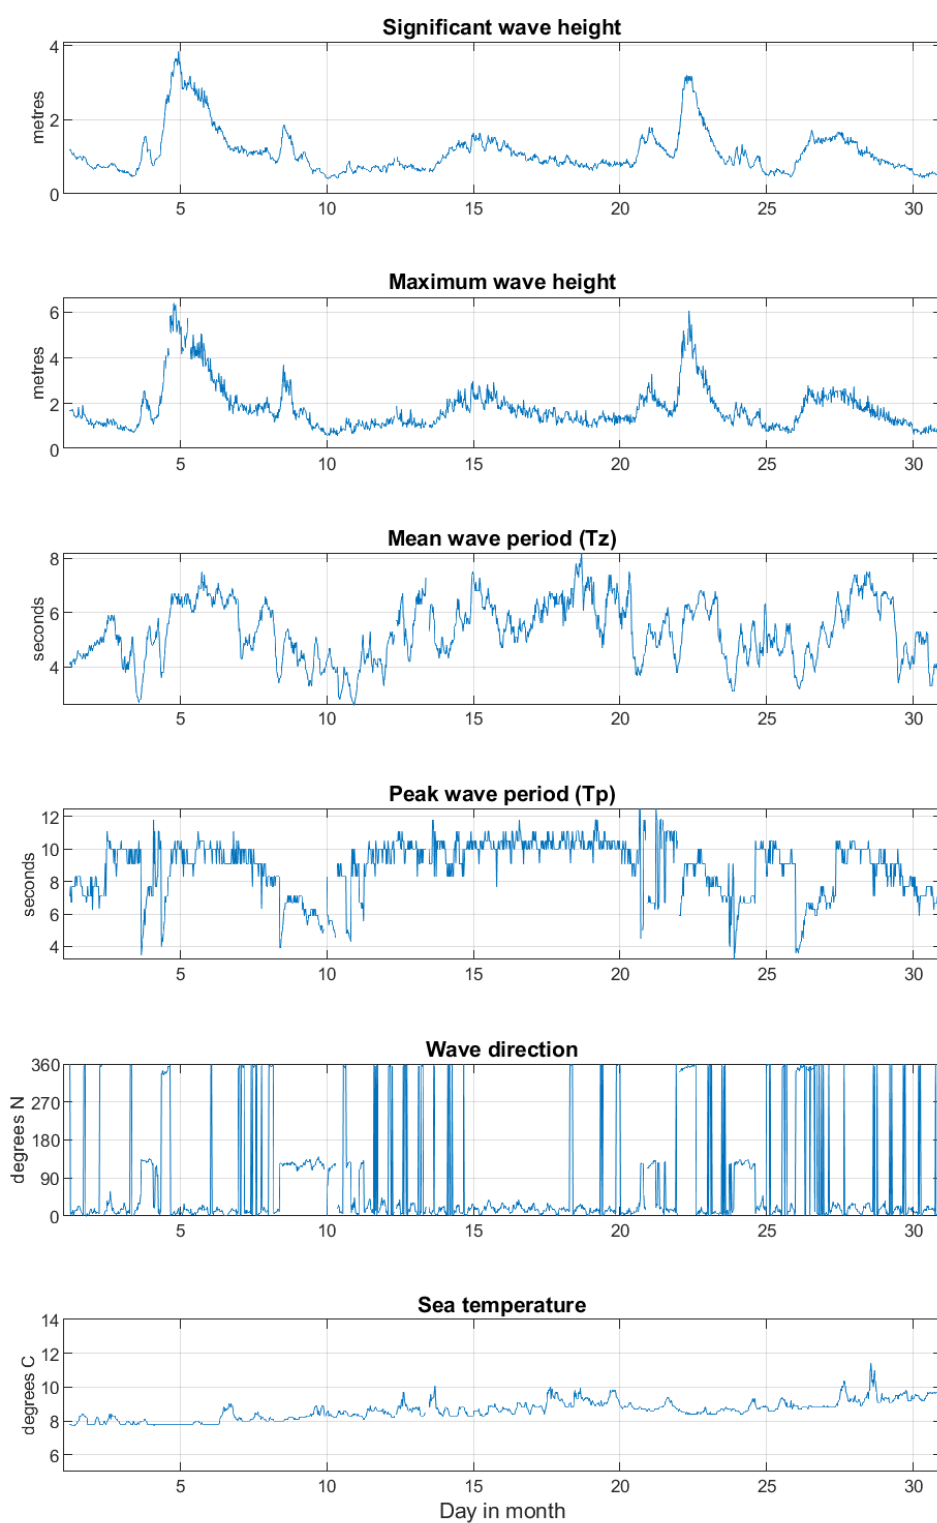 Significant wave height
4
2
0
metres
5 10 15 20 25 30
Maximum wave height
6
4
2
0
metres
5 10 15 20 25 30
Mean wave period (Tz)
8
6
4
seconds
5 10 15 20 25 30
Peak wave period (Tp)
12
10
8
6
4
seconds
5 10 15 20 25 30
Wave direction
360
270
180
90
0
degrees N
5 10 15 20 25 30
Sea temperature
14
12
10
8
6
degrees C
5 10 15 20 25 30
Day in month